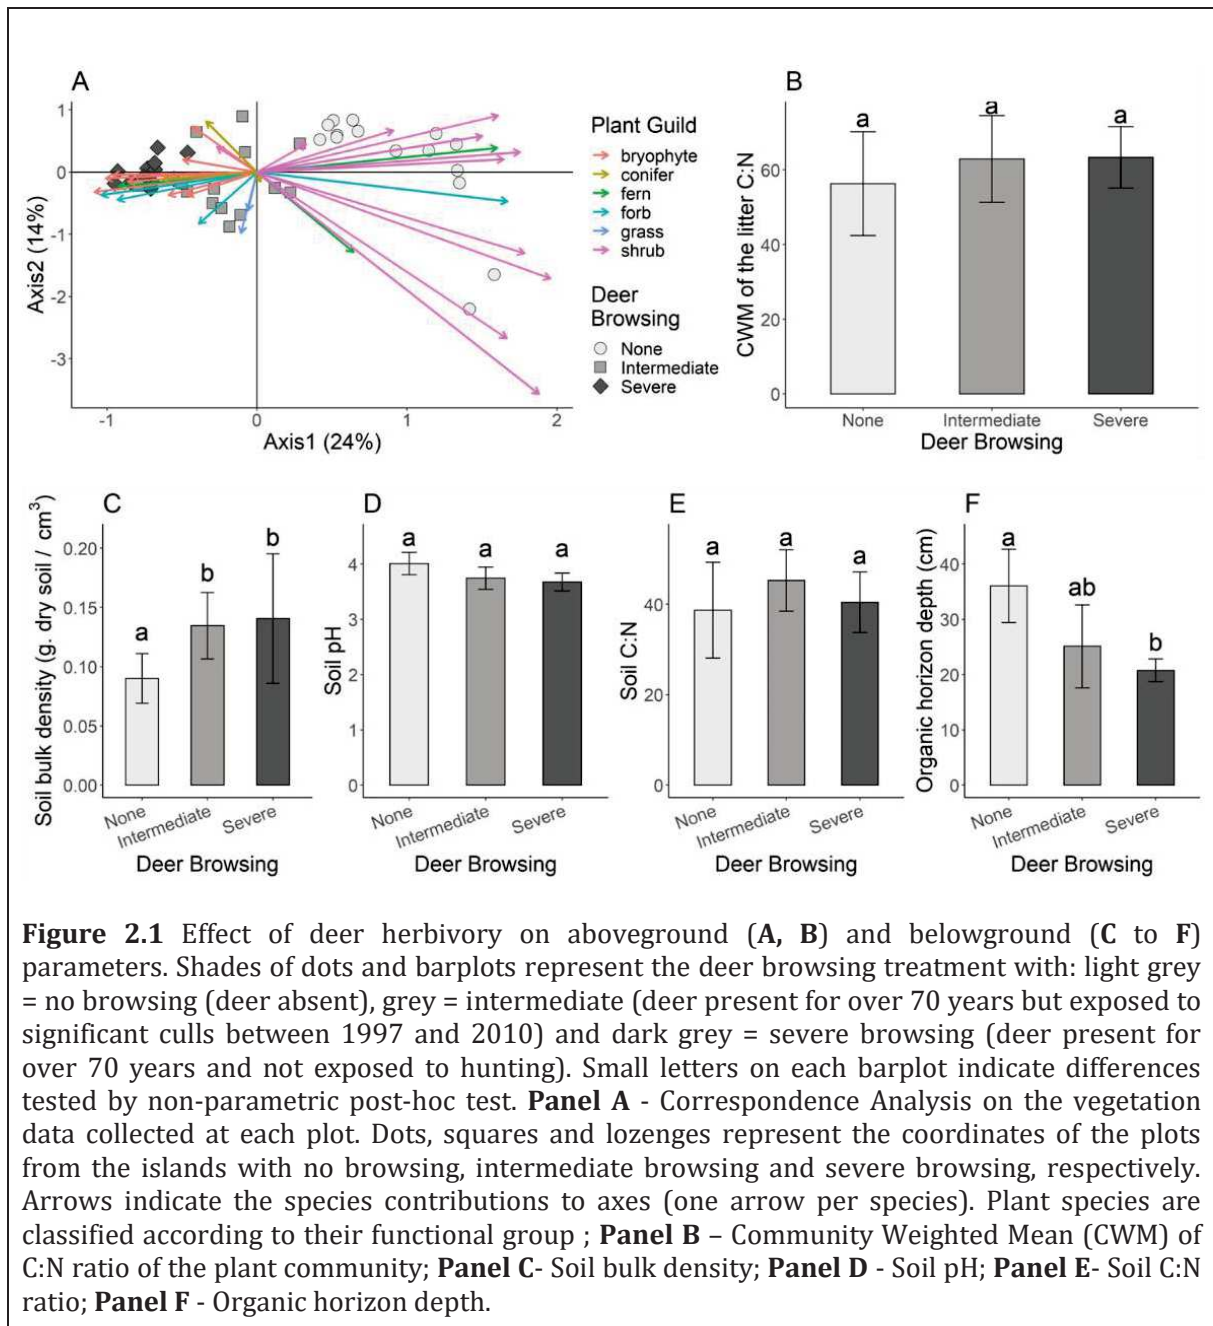 A
1
0
-1
-2
-3
Axis2 (14%)
-1
0
1
2
Axis1 (24%)
Plant Guild
bryophyte
conifer
fern
forb
grass
shrub
Deer
Browsing
None
Intermediate
Severe
B
CWM of the litter C:N
60
40
20
0
a
a
a
None
Intermediate
Severe
Deer Browsing
C
Soil bulk density (g. dry soil / cm³)
0.20
0.15
0.10
0.05
0.00
a
b
b
None
Intermediate
Severe
Deer Browsing
D
Soil pH
4
3
2
1
0
a
a
a
None
Intermediate
Severe
Deer Browsing
E
Soil C:N
40
20
0
a
a
a
None
Intermediate
Severe
Deer Browsing
F
Organic horizon depth (cm)
40
30
20
10
0
a
ab
b
None
Intermediate
Severe
Deer Browsing
Figure 2.1 Effect of deer herbivory on aboveground (A, B) and belowground (C to F)
parameters. Shades of dots and barplots represent the deer browsing treatment with: light grey
= no browsing (deer absent), grey = intermediate (deer present for over 70 years but exposed to
significant culls between 1997 and 2010) and dark grey = severe browsing (deer present for
over 70 years and not exposed to hunting). Small letters on each barplot indicate differences
tested by non-parametric post-hoc test. Panel A - Correspondence Analysis on the vegetation
data collected at each plot. Dots, squares and lozenges represent the coordinates of the plots
from the islands with no browsing, intermediate browsing and severe browsing, respectively.
Arrows indicate the species contributions to axes (one arrow per species). Plant species are
classified according to their functional group ; Panel B – Community Weighted Mean (CWM) of
C:N ratio of the plant community; Panel C- Soil bulk density; Panel D - Soil pH; Panel E- Soil C:N
ratio; Panel F - Organic horizon depth.